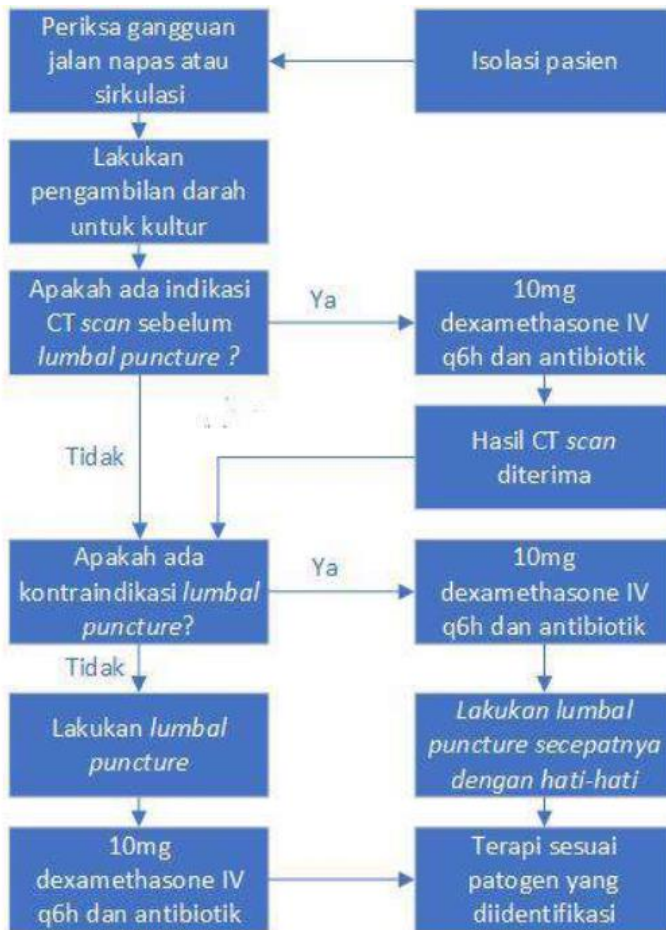 Periksa gangguan
jalan napas atau
sirkulasi
Isolasi pasien
Lakukan
pengambilan darah
untuk kultur
Apakah ada indikasi
CT scan sebelum
lumbal puncture ?
Ya
10mg
dexamethasone IV
q6h dan antibiotik
Tidak
Hasil CT scan
diterima
Apakah ada
kontraindikasi lumbal
puncture?
Ya
10mg
dexamethasone IV
q6h dan antibiotik
Tidak
Lakukan lumbal
puncture
Lakukan lumbal
puncture secepatnya
dengan hati-hati
10mg
dexamethasone IV
q6h dan antibiotik
Terapi sesuai
patogen yang
diidentifikasi